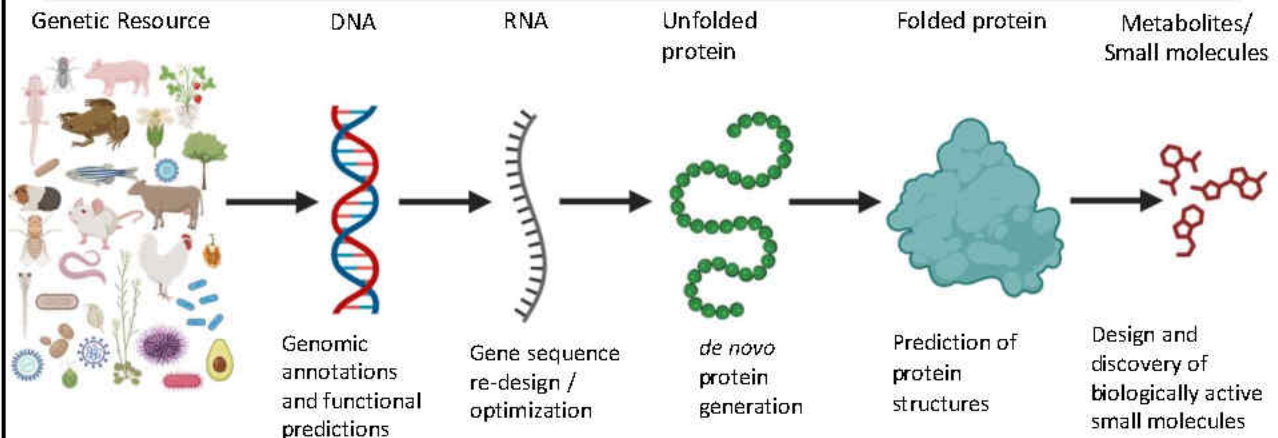 Genetic Resource
DNA
RNA
Unfolded
protein
Folded protein
Metabolites/
Small molecules
Genomic
annotations
and functional
predictions
Gene sequence
re-design /
optimization
de novo
protein
generation
Prediction of
protein
structures
Design and
discovery of
biologically active
small molecules